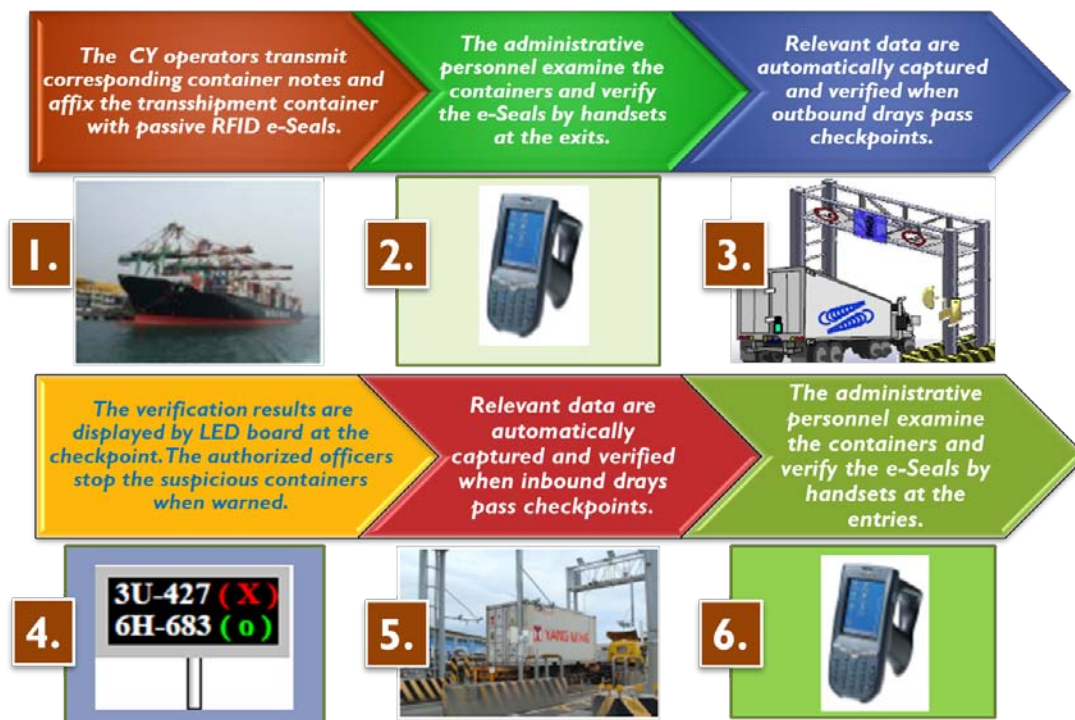 The CY operators transmit
corresponding container notes and
affix the transshipment container
with passive RFID e-Seals.
The administrative
personnel examine the
containers and verify
the e-Seals by handsets
at the exits.
Relevant data are
automatically captured
and verified when
outbound drays pass
checkpoints.
1.
2.
3.
The verification results are
displayed by LED board at the
checkpoint. The authorized officers
stop the suspicious containers
when warned.
Relevant data are
automatically
captured and verified
when inbound drays
pass checkpoints.
The administrative
personnel examine
the containers and
verify the e-Seals by
handsets at the
entries.
4.
3U-427 ( X )
6H-683 ( o )
5.
YANG MING
6.